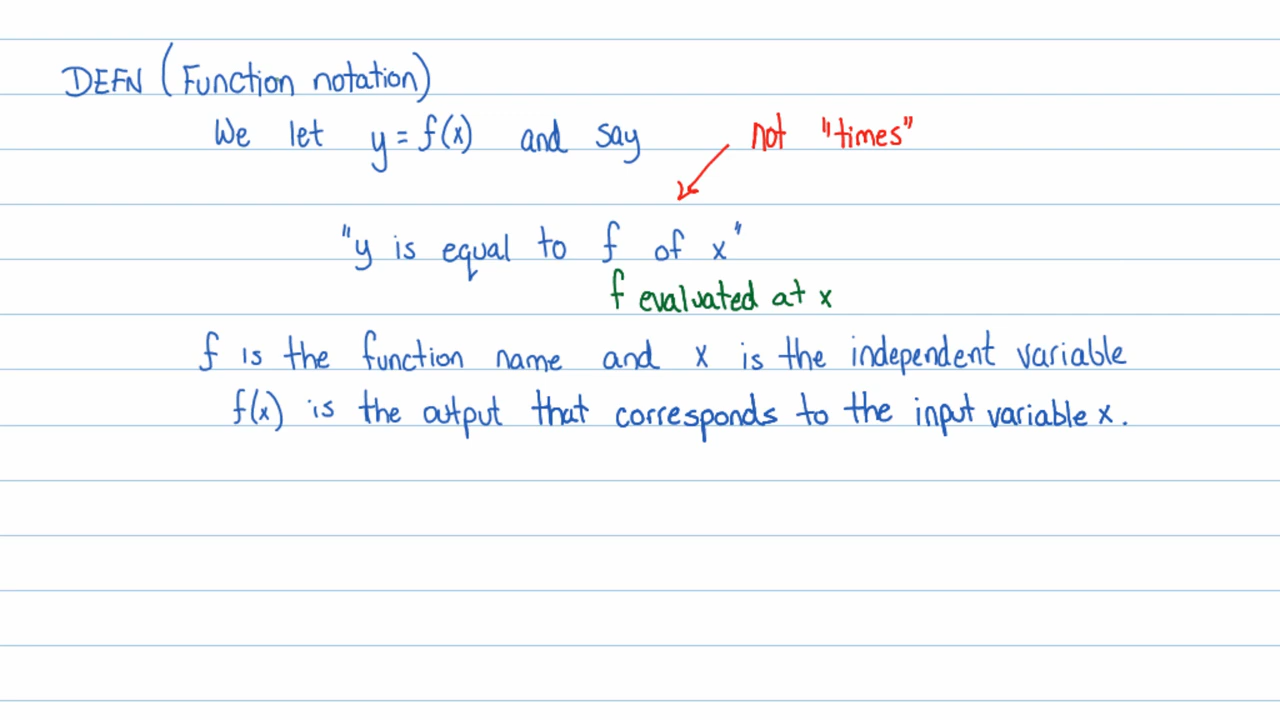 DEFN (Function notation)
We let y = f(x) and say not "times"
"y is equal to f of x"
f evaluated at x
f is the function name and x is the independent variable
f(x) is the output that corresponds to the input variable x.